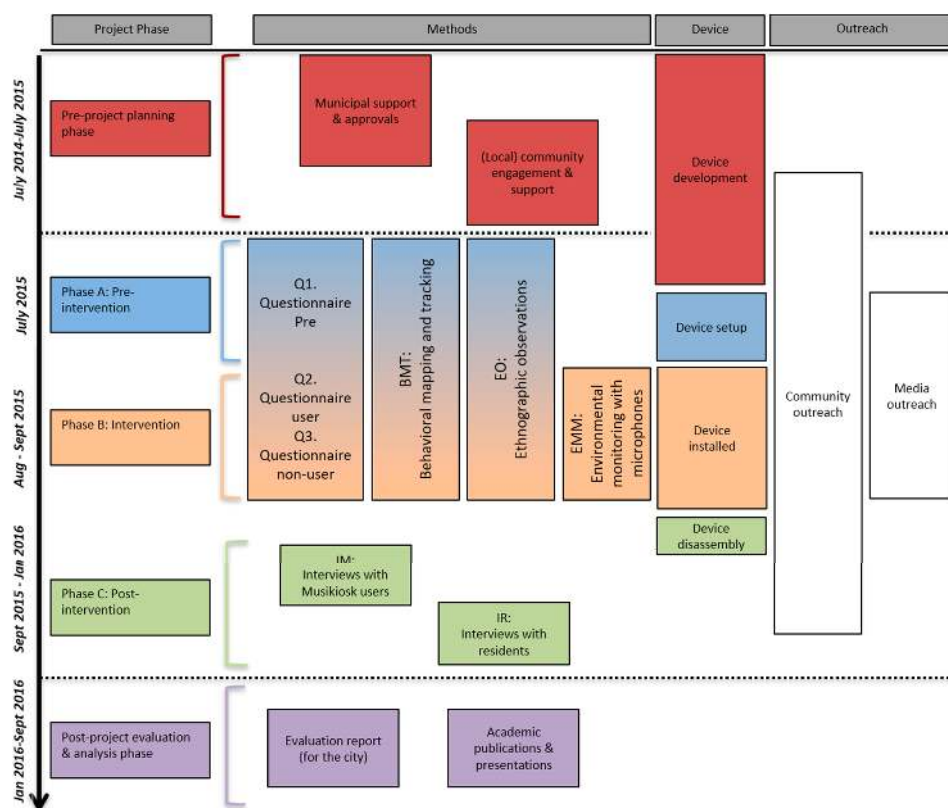 Project Phase
Methods
Device
Outreach
July 2014-July 2015
Pre-project planning
phase
Municipal support
& approvals
(Local) community
engagement &
support
Device
development
July 2015
Phase A: Pre-
intervention
Q1.
Questionnaire
Pre
BMT:
Behavioral mapping and tracking
EO:
Ethnographic observations
Device setup
Aug - Sept 2015
Phase B: Intervention
Q2.
Questionnaire
user
Q3.
Questionnaire
non-user
EMM:
Environmental
monitoring with
microphones
Device
installed
Community
outreach
Media
outreach
Sept 2015 - Jan 2016
Phase C: Post-
intervention
IM:
Interviews with
Musikiosk users
IR:
Interviews with
residents
Device
disassembly
Jan 2016-Sept 2016
Post-project evaluation
& analysis phase
Evaluation report
(for the city)
Academic
publications &
presentations